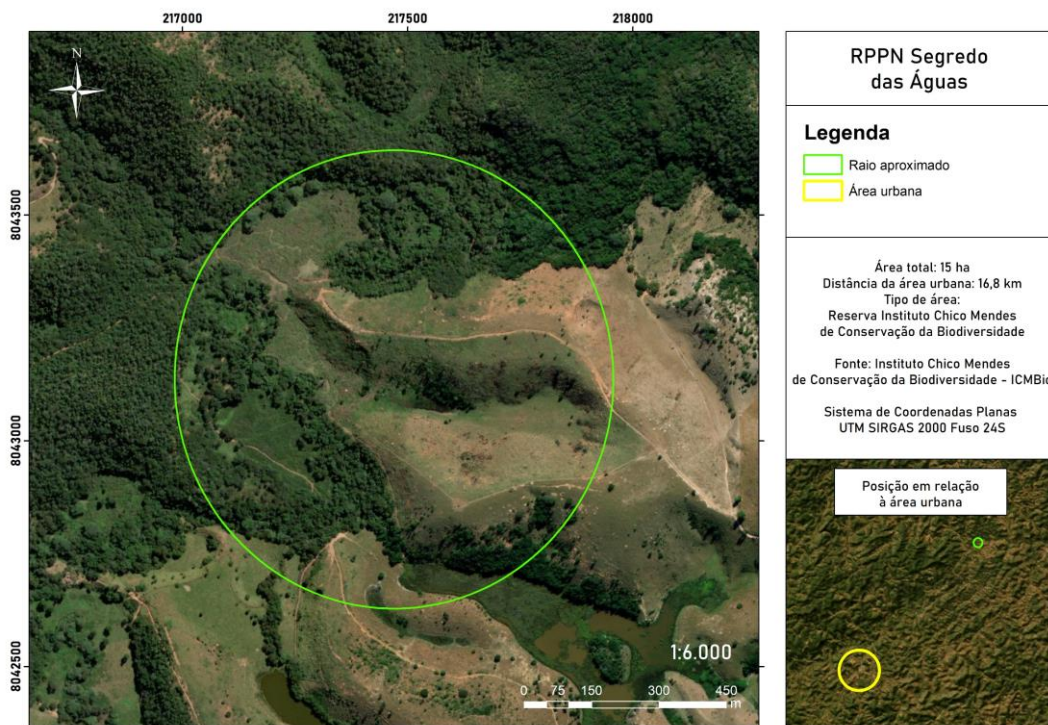 217000 217500 218000
N
8043500
8043000
8042500
1:6.000
0 75 150 300 450
m
RPPN Segredo
das Águas
Legenda
Raio aproximado
Área urbana
Área total: 15 ha
Distância da área urbana: 16,8 km
Tipo de área:
Reserva Instituto Chico Mendes
de Conservação da Biodiversidade
Fonte: Instituto Chico Mendes
de Conservação da Biodiversidade - ICMBio
Sistema de Coordenadas Planas
UTM SIRGAS 2000 Fuso 24S
Posição em relação
à área urbana